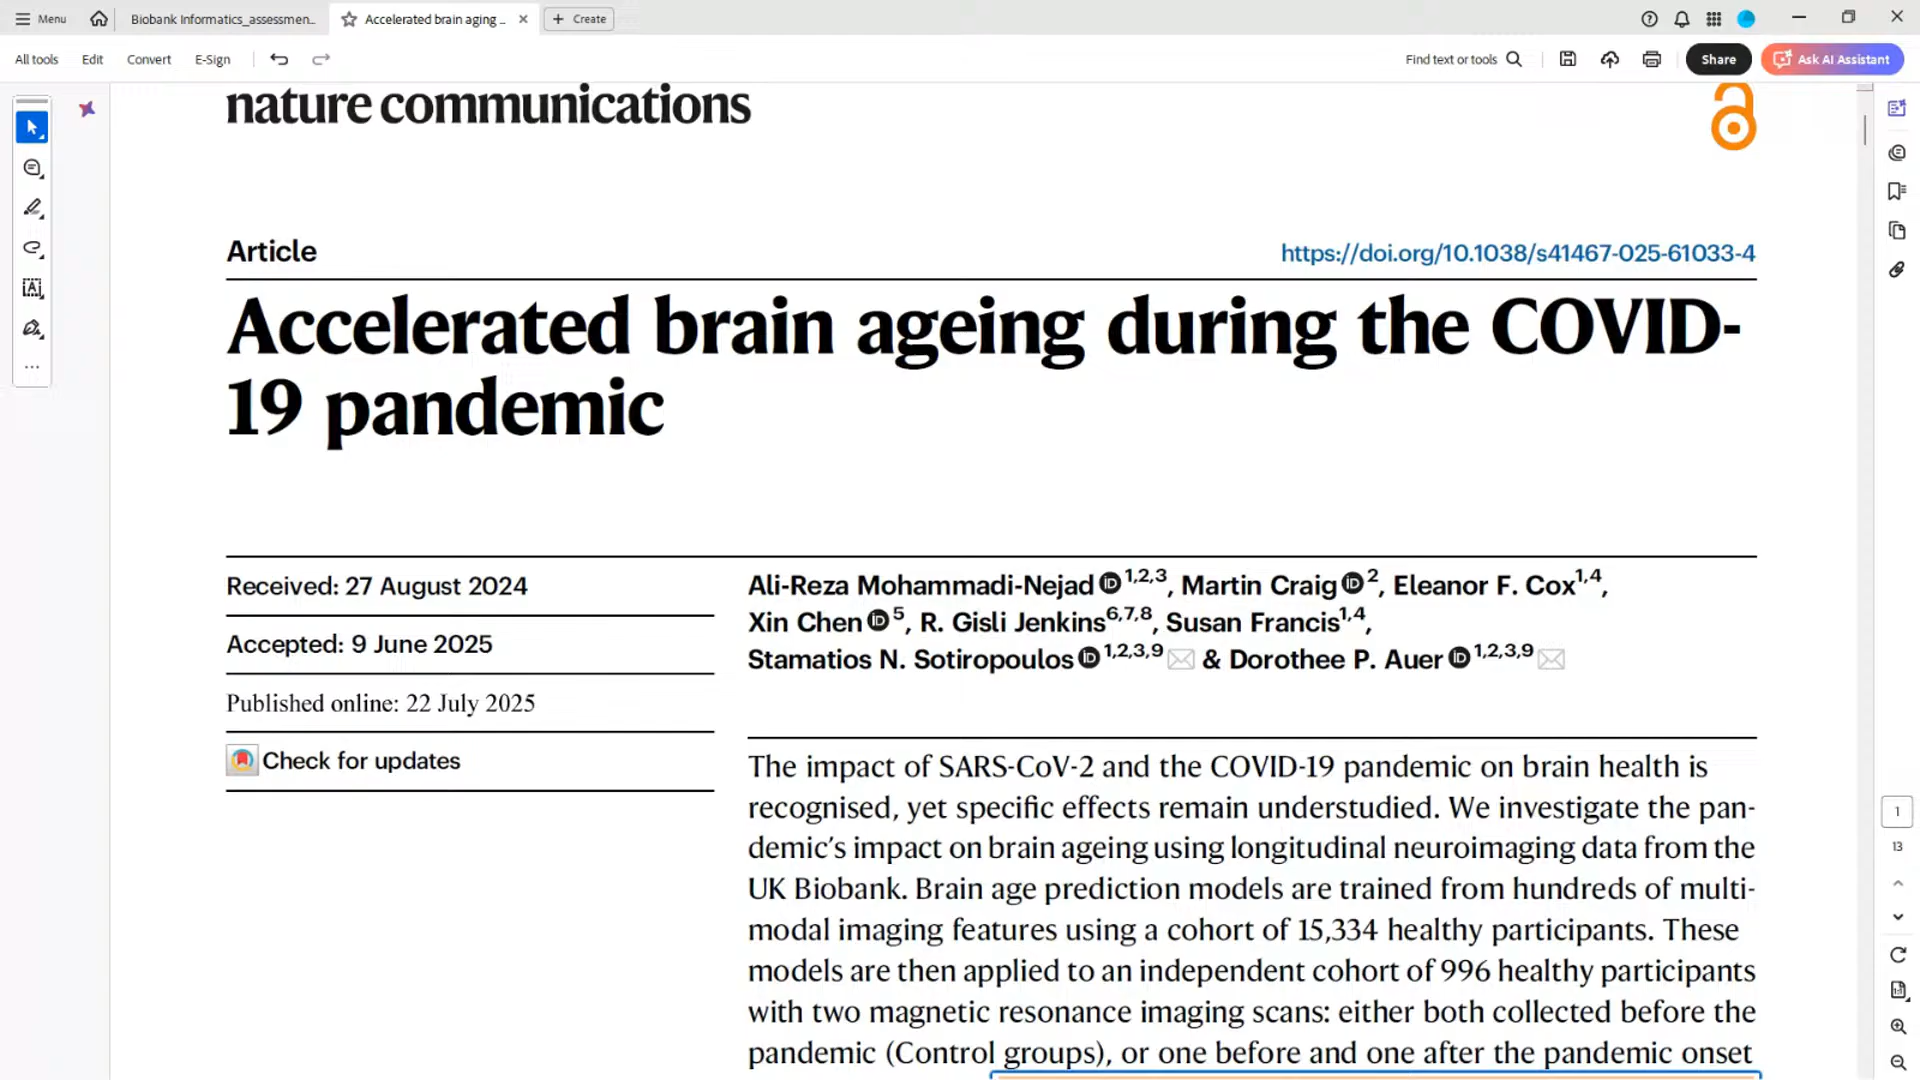 Menu
Biobank Informatics_assessmen...
Accelerated brain aging ...
Create
All tools
Edit
Convert
E-Sign
Find text or tools
Share
Ask AI Assistant
nature communications
Article
https://doi.org/10.1038/s41467-025-61033-4
Accelerated brain ageing during the COVID-
19 pandemic
Received: 27 August 2024
Accepted: 9 June 2025
Published online: 22 July 2025
Check for updates
Ali-Reza Mohammadi-Nejad iD 1,2,3, Martin Craig iD 2, Eleanor F. Cox1,4,
Xin Chen iD 5, R. Gisli Jenkins6,7,8, Susan Francis1,4,
Stamatios N. Sotiropoulos iD 1,2,3,9 & Dorothee P. Auer iD 1,2,3,9
The impact of SARS-CoV-2 and the COVID-19 pandemic on brain health is
recognised, yet specific effects remain understudied. We investigate the pan-
demic's impact on brain ageing using longitudinal neuroimaging data from the
UK Biobank. Brain age prediction models are trained from hundreds of multi-
modal imaging features using a cohort of 15,334 healthy participants. These
models are then applied to an independent cohort of 996 healthy participants
with two magnetic resonance imaging scans: either both collected before the
pandemic (Control groups), or one before and one after the pandemic onset
1
13